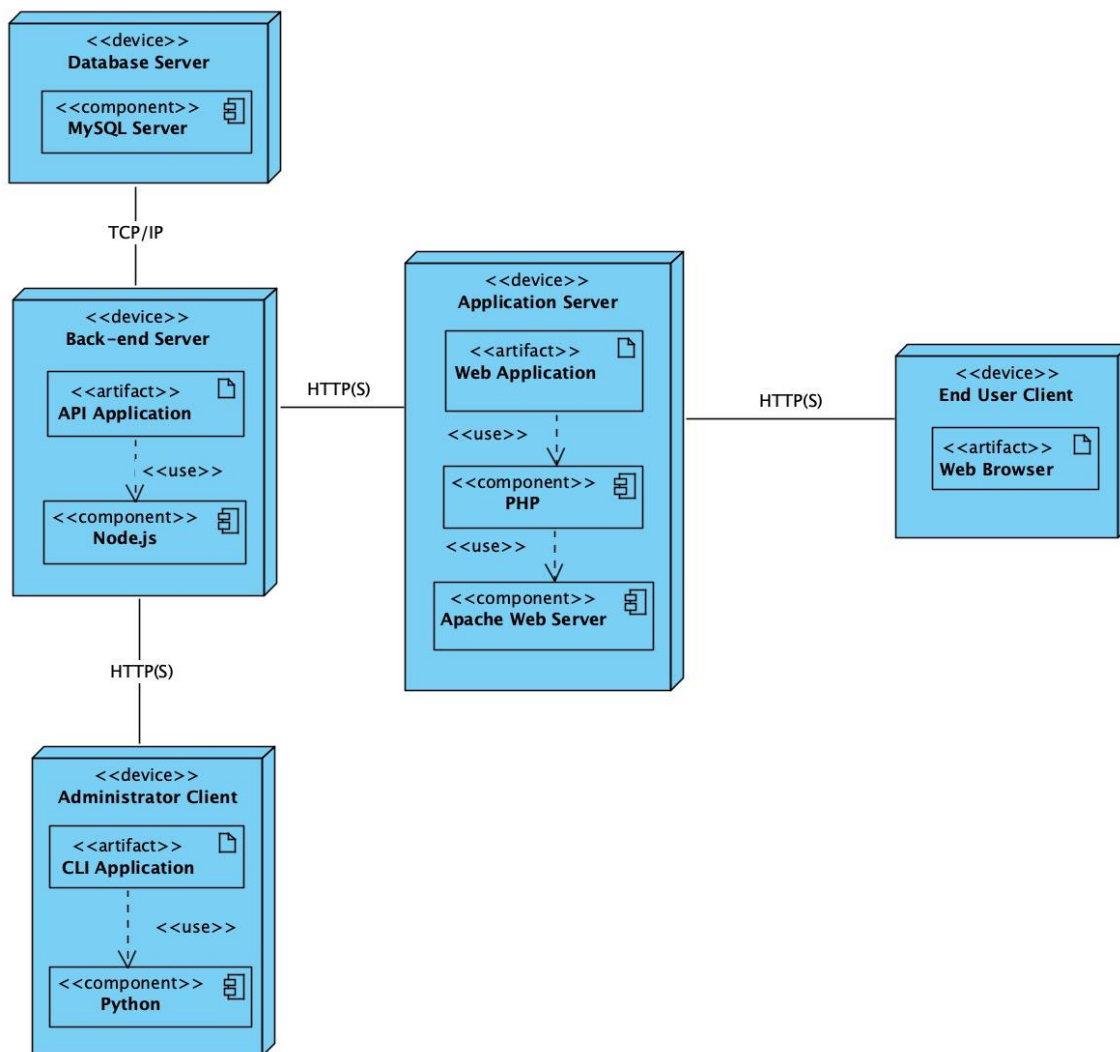 <<device>>
Database Server
<<component>>
MySQL Server
TCP/IP
<<device>>
Back-end Server
<<artifact>>
API Application
<<use>>
<<component>>
Node.js
HTTP(S)
<<device>>
Application Server
<<artifact>>
Web Application
<<use>>
<<component>>
PHP
<<use>>
<<component>>
Apache Web Server
HTTP(S)
<<device>>
End User Client
<<artifact>>
Web Browser
HTTP(S)
<<device>>
Administrator Client
<<artifact>>
CLI Application
<<use>>
<<component>>
Python